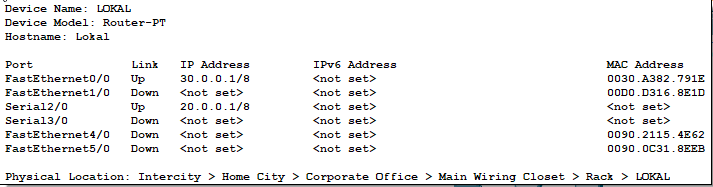 Device Name: LOKAL
Device Model: Router-PT
Hostname: Lokal
Port Link IP Address IPv6 Address MAC Address
FastEthernet0/0 Up 30.0.0.1/8 <not set> 0030.A382.791E
FastEthernet1/0 Down <not set> <not set> 00D0.D316.8E1D
Serial2/0 Up 20.0.0.1/8 <not set> <not set>
Serial3/0 Down <not set> <not set> <not set>
FastEthernet4/0 Down <not set> <not set> 0090.2115.4E62
FastEthernet5/0 Down <not set> <not set> 0090.0C31.8EEB
Physical Location: Intercity > Home City > Corporate Office > Main Wiring Closet > Rack > LOKAL